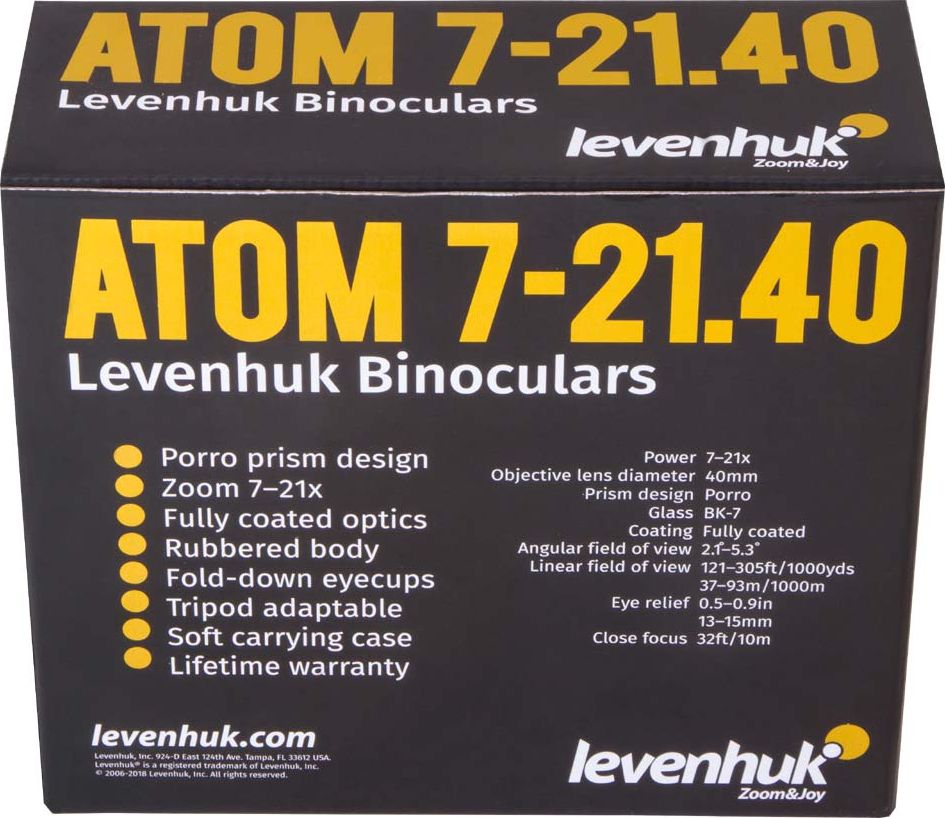 ATOM 7-21.40
Levenhuk Binoculars
levenhuk
Zoom&Joy
ATOM 7-21.40
Levenhuk Binoculars
Porro prism design
Zoom 7–21x
Fully coated optics
Rubbered body
Fold-down eyecups
Tripod adaptable
Soft carrying case
Lifetime warranty
Power 7–21x
Objective lens diameter 40mm
Prism design Porro
Glass BK-7
Coating Fully coated
Angular field of view 2.1°–5.3°
Linear field of view 121–305ft/1000yds
37–93m/1000m
Eye relief 0.5–0.9in
13–15mm
Close focus 32ft/10m
levenhuk.com
Levenhuk, Inc. 924-D East 124th Ave. Tampa, FL 33612 USA.
Levenhuk® is a registered trademark of Levenhuk, Inc.
© 2006-2018 Levenhuk, Inc. All rights reserved.
levenhuk
Zoom&Joy